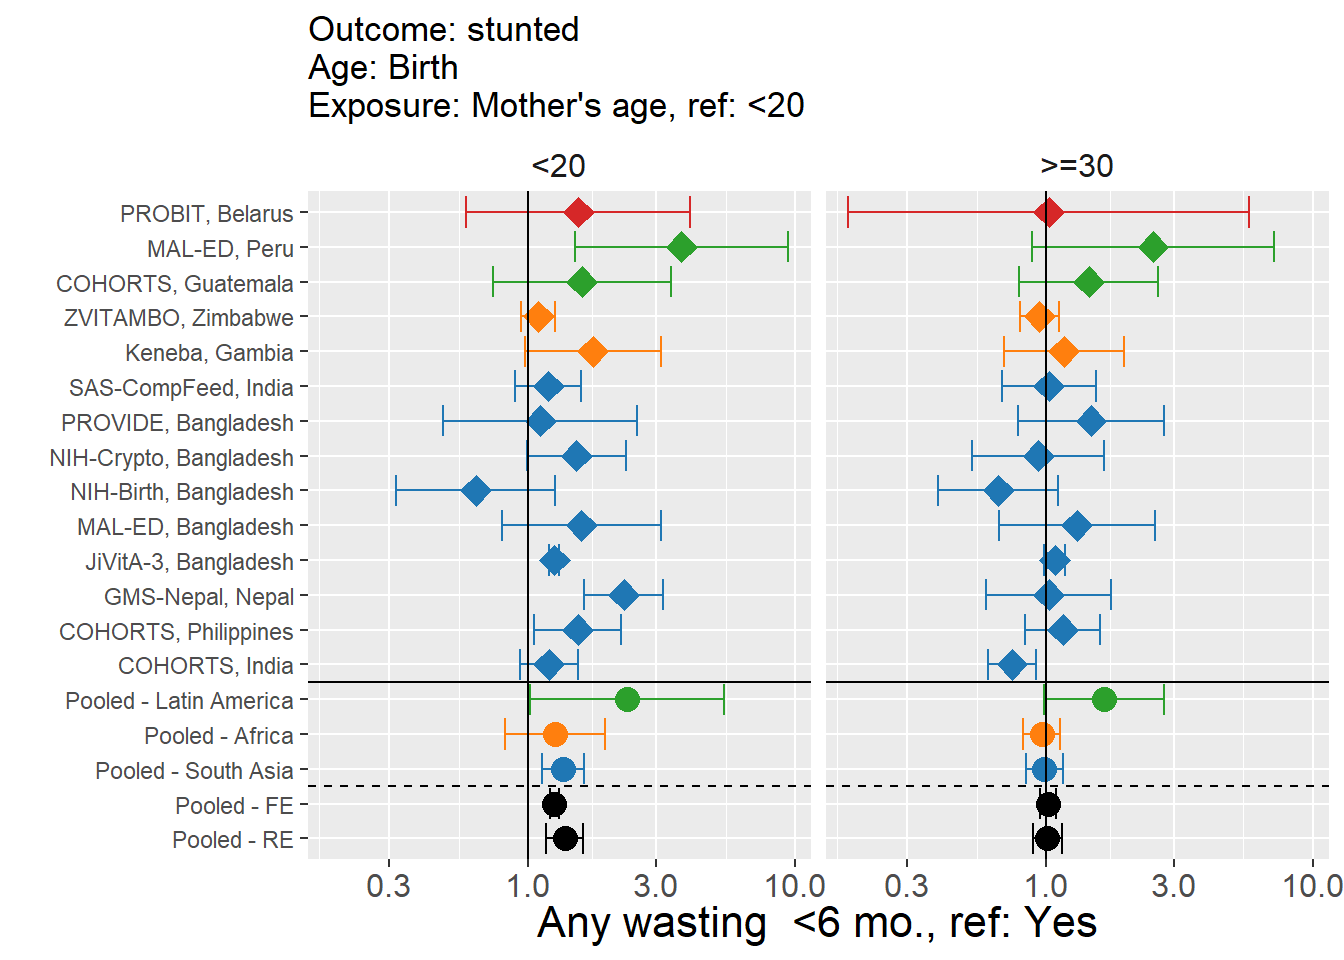 Outcome: stunted
Age: Birth
Exposure: Mother's age, ref: <20
<20
>=30
PROBIT, Belarus
MAL-ED, Peru
COHORTS, Guatemala
ZVITAMBO, Zimbabwe
Keneba, Gambia
SAS-CompFeed, India
PROVIDE, Bangladesh
NIH-Crypto, Bangladesh
NIH-Birth, Bangladesh
MAL-ED, Bangladesh
JiVitA-3, Bangladesh
GMS-Nepal, Nepal
COHORTS, Philippines
COHORTS, India
Pooled - Latin America
Pooled - Africa
Pooled - South Asia
Pooled - FE
Pooled - RE
0.3 1.0 3.0 10.0 0.3 1.0 3.0 10.0
Any wasting  <6 mo., ref: Yes